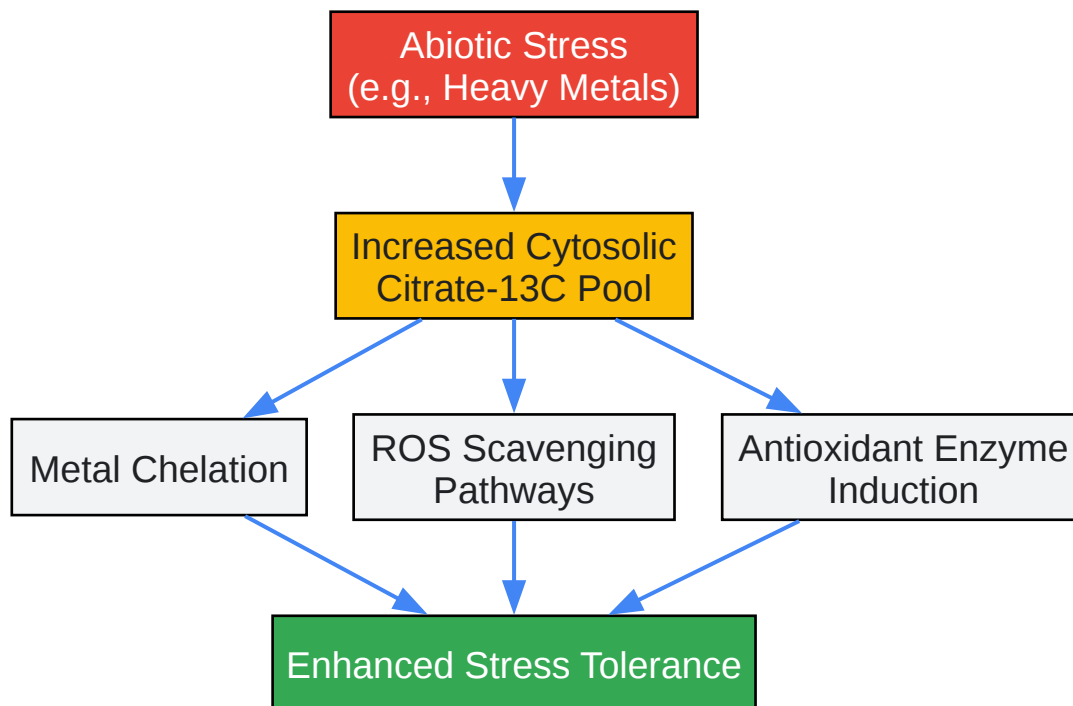 Abiotic Stress
(e.g., Heavy Metals)
Increased Cytosolic
Citrate-13C Pool
Metal Chelation
ROS Scavenging
Pathways
Antioxidant Enzyme
Induction
Enhanced Stress Tolerance